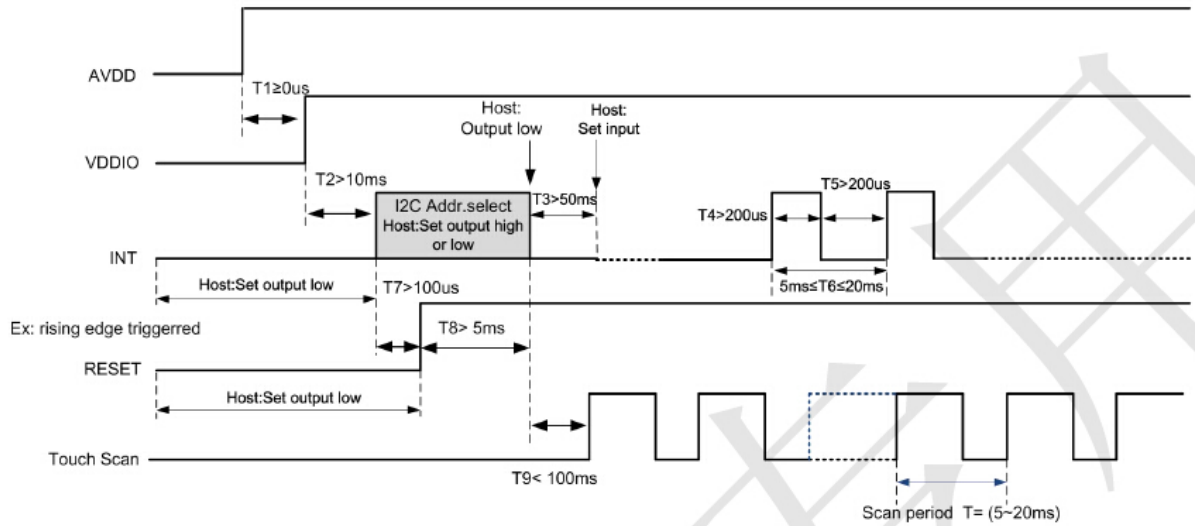 AVDD
T1≥0us
VDDIO
Host:
Output low
Host:
Set input
T2>10ms
I2C Addr.select
Host:Set output high
or low
T3>50ms
T4>200us
T5>200us
INT
Host:Set output low
T7>100us
5ms≤T6≤20ms
Ex: rising edge triggerred
T8> 5ms
RESET
Host:Set output low
Touch Scan
T9< 100ms
Scan period T= (5~20ms)